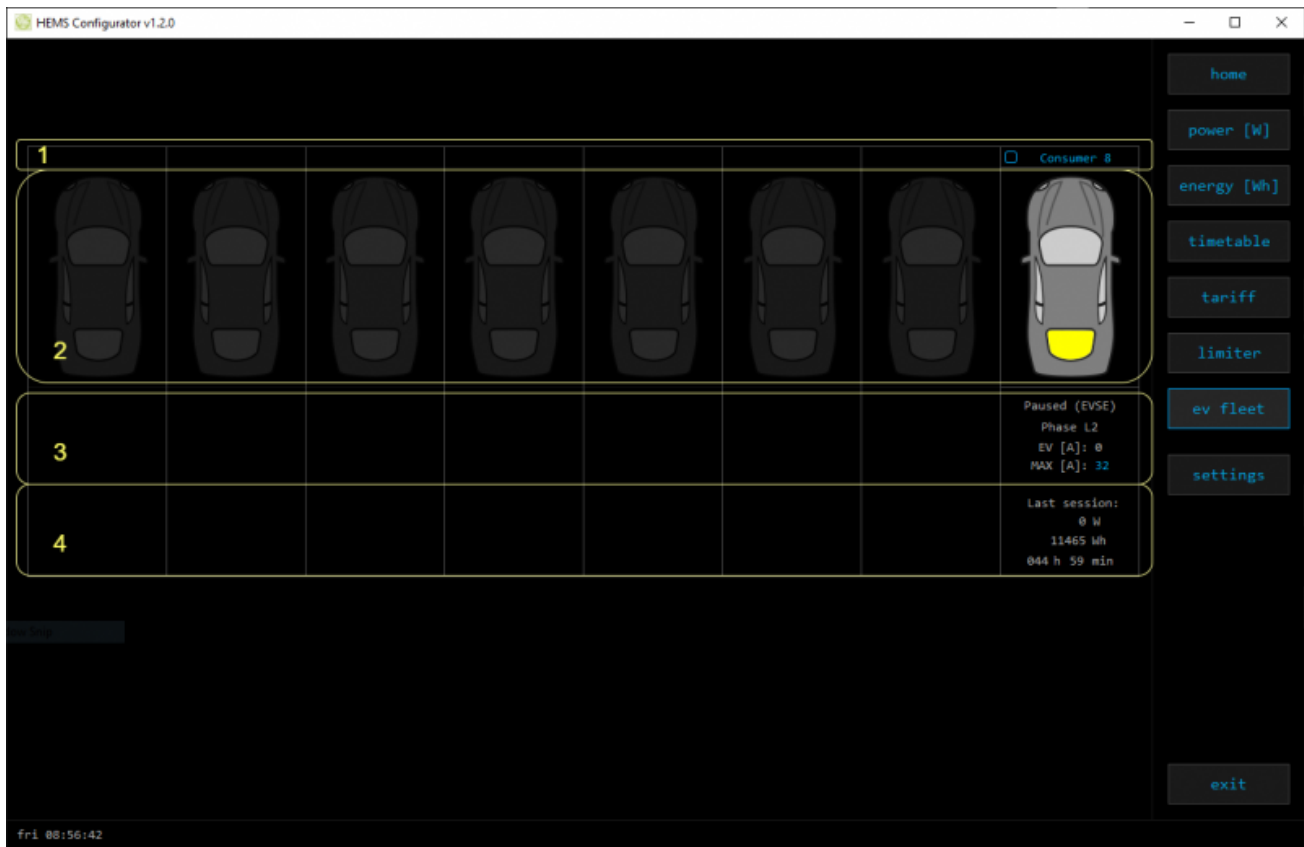 HEMS Configurator v1.2.0
home
power [W]
1
Consumer 8
energy [Wh]
timetable
tariff
2
limiter
Paused (EVSE)
ev fleet
Phase L2
3
EV [A]: 0
MAX [A]: 32
settings
Last session:
0 W
4
11465 Wh
044 h 59 min
Snip
exit
fri 08:56:42